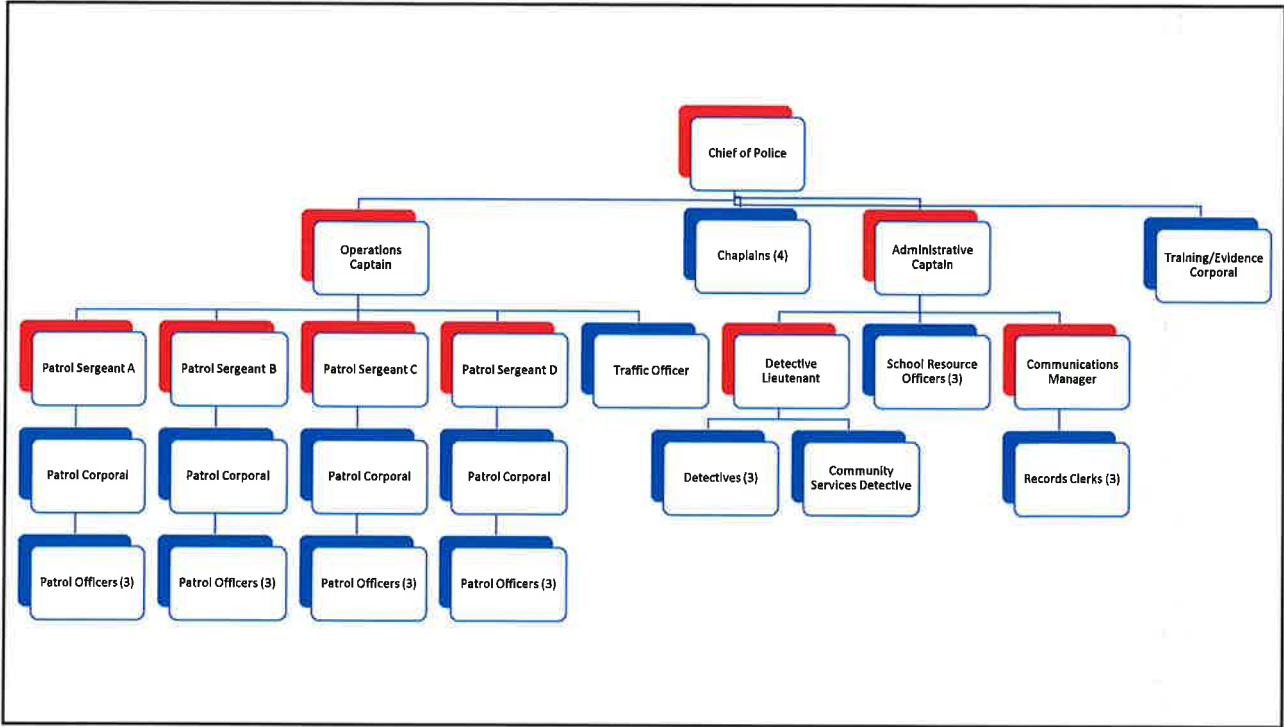 Chief of Police
Operations
Captain
Chaplains (4)
Administrative
Captain
Training/Evidence
Corporal
Patrol Sergeant A
Patrol Sergeant B
Patrol Sergeant C
Patrol Sergeant D
Traffic Officer
Detective
Lieutenant
School Resource
Officers (3)
Communications
Manager
Patrol Corporal
Patrol Corporal
Patrol Corporal
Patrol Corporal
Detectives (3)
Community
Services Detective
Records Clerks (3)
Patrol Officers (3)
Patrol Officers (3)
Patrol Officers (3)
Patrol Officers (3)